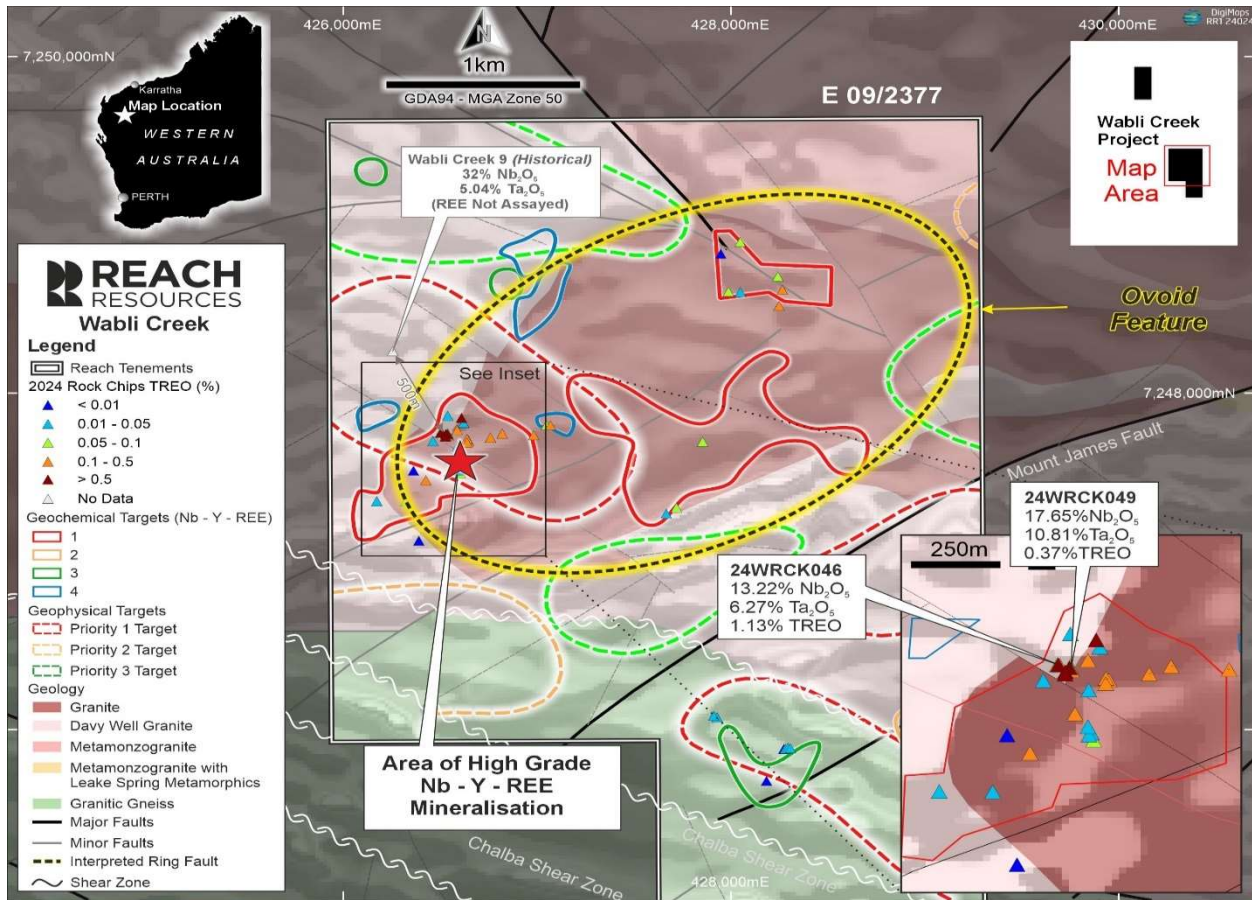 426,000mE
428,000mE
430,000mE
DigiMaps
7,250,000mN
N
1km
GDA94 - MGA Zone 50
E 09/2377
Karratha
Map Location
WESTERN
AUSTRALIA
PERTH
Wabli Creek
Project
Map
Area
Wabli Creek 9 (Historical)
32% Nb₂O₅
5.04% Ta₂O₅
(REE Not Assayed)
REACH
RESOURCES
Wabli Creek
Legend
Reach Tenements
2024 Rock Chips TREO (%)
< 0.01
0.01 - 0.05
0.05 - 0.1
0.1 - 0.5
> 0.5
No Data
Geochemical Targets (Nb - Y - REE)
1
2
3
4
Geophysical Targets
Priority 1 Target
Priority 2 Target
Priority 3 Target
Geology
Granite
Davy Well Granite
Metamonzogranite
Metamonzogranite with
Leake Spring Metamorphics
Granitic Gneiss
Major Faults
Minor Faults
Interpreted Ring Fault
Shear Zone
Ovoid
Feature
See Inset
500m
7,248,000mN
Mount James Fault
24WRCK049
17.65%Nb₂O₅
10.81%Ta₂O₅
0.37%TREO
250m
24WRCK046
13.22% Nb₂O₅
6.27% Ta₂O₅
1.13% TREO
Area of High Grade
Nb - Y - REE
Mineralisation
Chalba Shear Zone
Chalba Shear Zone
428,000mE